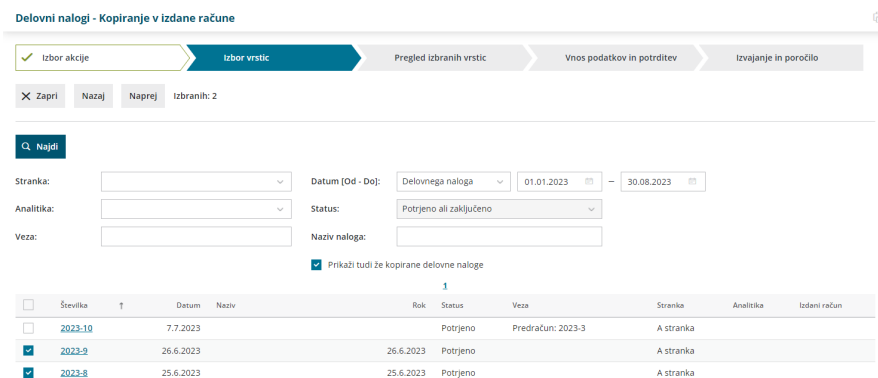 Delovni nalogi - Kopiranje v izdane račune
Izbor akcije Izbor vrstic Pregled izbranih vrstic Vnos podatkov in potrditev Izvajanje in poročilo
Zapri Nazaj Naprej Izbranih: 2
Najdi
Stranka: Datum [Od - Do]: Delovnega naloga 01.01.2023 – 30.08.2023
Analitika: Status: Potrjeno ali zaključeno
Veza: Naziv naloga:
Prikaži tudi že kopirane delovne naloge
1
Številka ↑ Datum Naziv Rok Status Veza Stranka Analitika Izdani račun
2023-10 7.7.2023 Potrjeno Predračun: 2023-3 A stranka
2023-9 26.6.2023 26.6.2023 Potrjeno A stranka
2023-8 25.6.2023 25.6.2023 Potrjeno A stranka